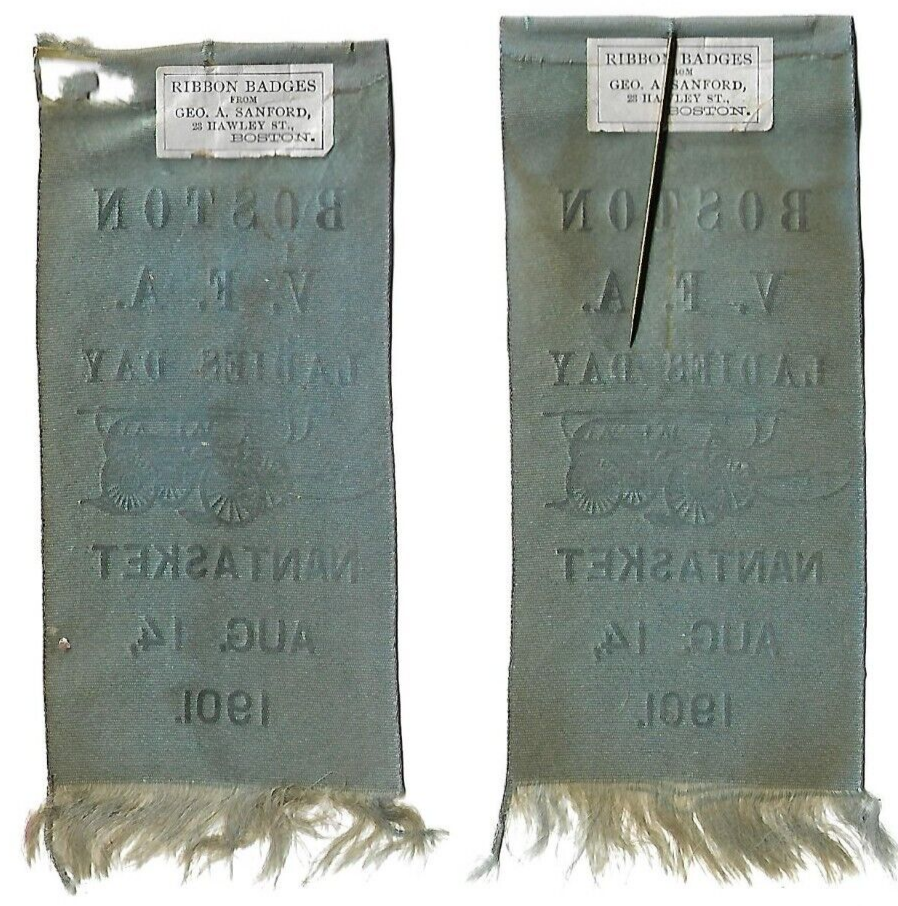 RIBBON BADGES
FROM
GEO. A. SANFORD,
23 HAWLEY ST.,
BOSTON.
BOSTON
V. F. A.
LADIES DAY
NANTASKET
AUG. 14,
1901.
RIBBON BADGES
FROM
GEO. A. SANFORD,
23 HAWLEY ST.,
BOSTON.
BOSTON
V. F. A.
LADIES DAY
NANTASKET
AUG. 14,
1901.